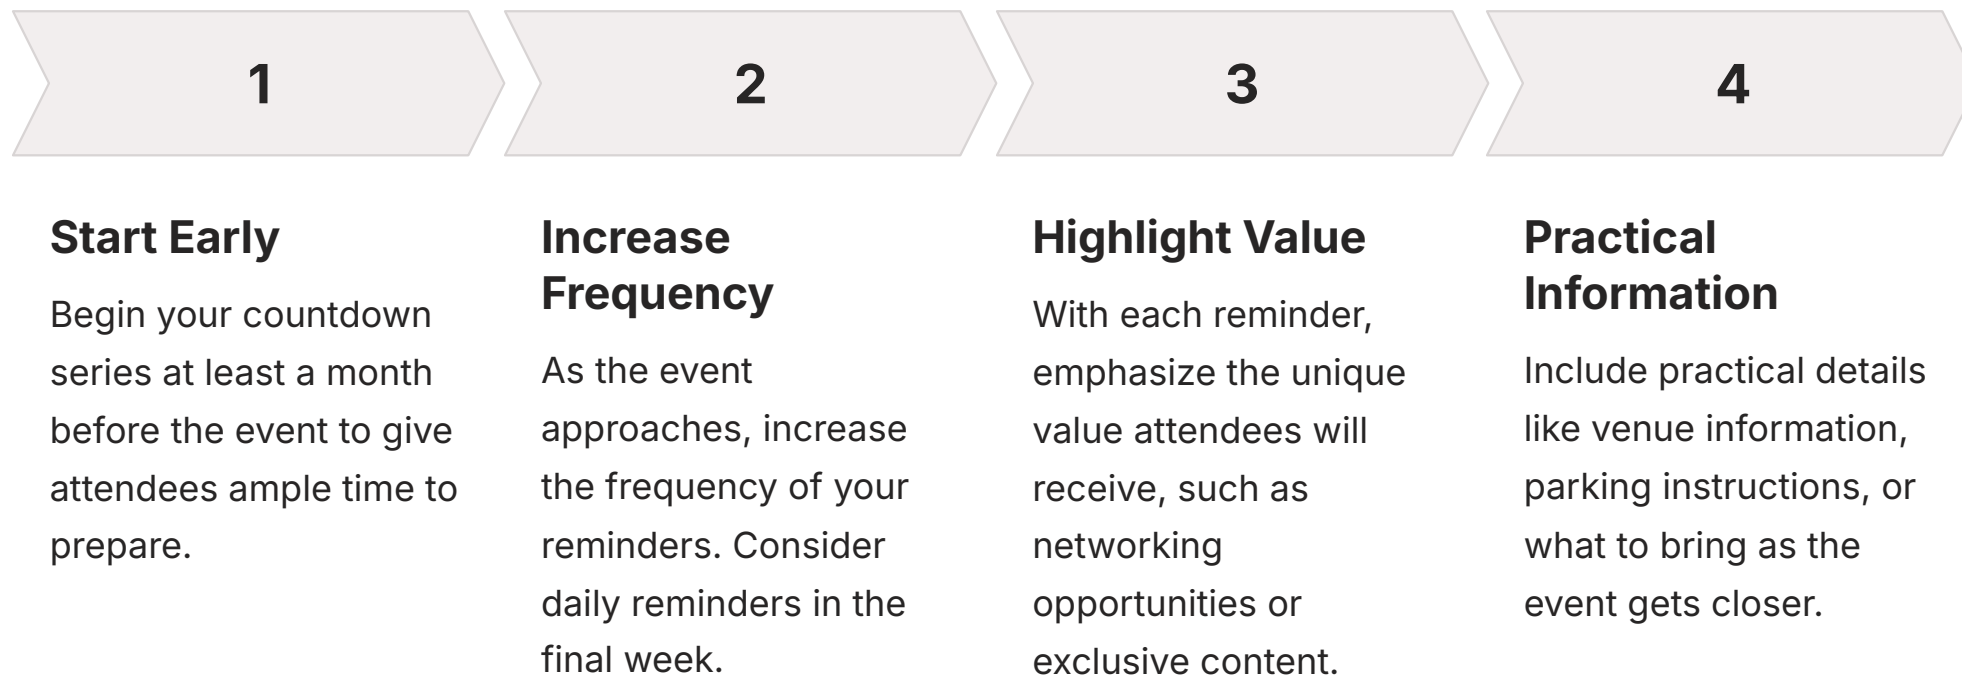 1
2
3
4
Start Early
Begin your countdown
series at least a month
before the event to give
attendees ample time to
prepare.
Increase
Frequency
As the event
approaches, increase
the frequency of your
reminders. Consider
daily reminders in the
final week.
Highlight Value
With each reminder,
emphasize the unique
value attendees will
receive, such as
networking
opportunities or
exclusive content.
Practical
Information
Include practical details
like venue information,
parking instructions, or
what to bring as the
event gets closer.